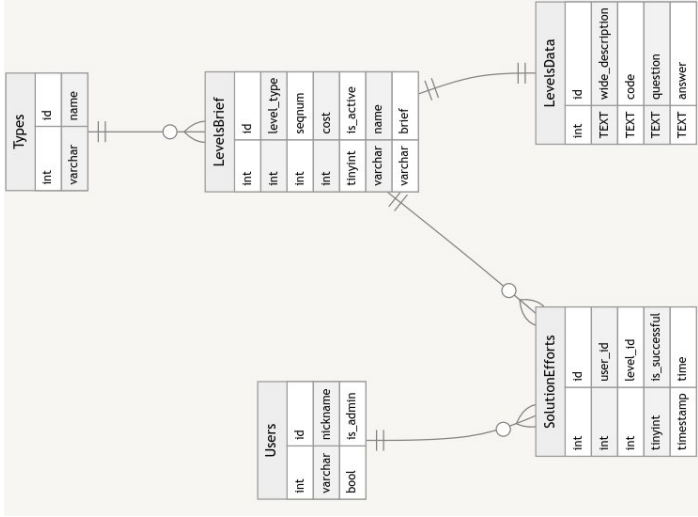 Types
int id
varchar name
LevelsBrief
int id
int level_type
int seqnum
int cost
tinyint is_active
varchar name
varchar brief
LevelsData
int id
TEXT wide_description
TEXT code
TEXT question
TEXT answer
Users
int id
varchar nickname
bool is_admin
SolutionEfforts
int id
int user_id
int level_id
tinyint is_successful
timestamp time